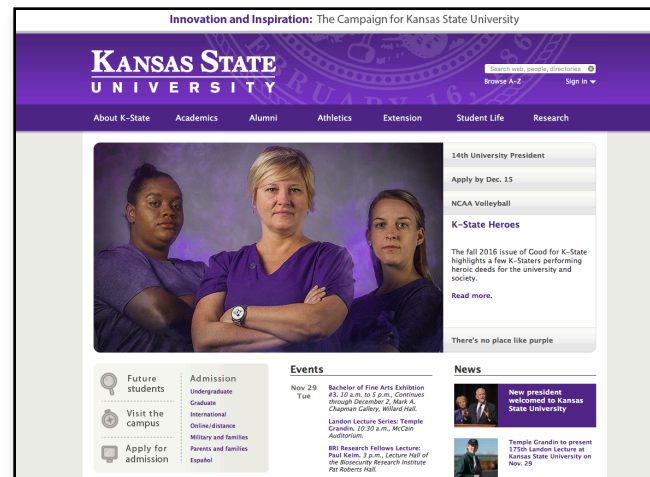 Innovation and Inspiration: The Campaign for Kansas State University
KANSAS STATE
UNIVERSITY
Search web, people, directories
Browse A-Z
Sign in
About K-State
Academics
Alumni
Athletics
Extension
Student Life
Research
14th University President
Apply by Dec. 15
NCAA Volleyball
K-State Heroes
The fall 2016 issue of Good for K-State
highlights a few K-Staters performing
heroic deeds for the university and
society.
Read more.
There's no place like purple
Future
students
Visit the
campus
Apply for
admission
Admission
Undergraduate
Graduate
International
Online/distance
Military and families
Parents and families
Español
Events
Nov 29
Tue
Bachelor of Fine Arts Exhibtion
#3. 10 a.m. to 5 p.m., Continues
through December 2, Mark A.
Chapman Gallery, Willard Hall.
Landon Lecture Series: Temple
Grandin. 10:30 a.m., McCain
Auditorium.
BRI Research Fellows Lecture:
Paul Keim. 3 p.m., Lecture Hall of
the Biosecurity Research Institute
Pat Roberts Hall.
News
New president
welcomed to Kansas
State University
Temple Grandin to present
175th Landon Lecture at
Kansas State University on
Nov. 29